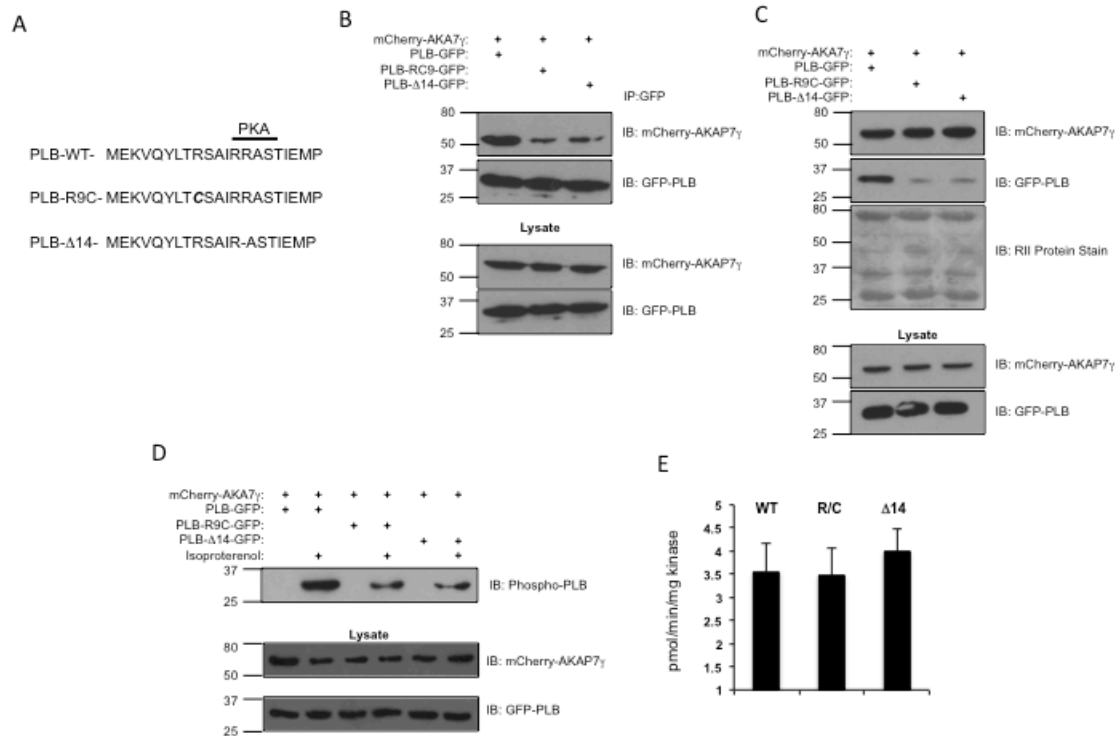 A
PKA
PLB-WT- MEKVQYLTRSAIRRASTIEMP
PLB-R9C- MEKVQYLTCSAIRRASTIEMP
PLB-Δ14- MEKVQYLTRSAIR-ASTIEMP
B
mCherry-AKA7γ: + + +
PLB-GFP: +
PLB-RC9-GFP: +
PLB-Δ14-GFP: +
IP:GFP
80
50
IB: mCherry-AKAP7γ
37
25
IB: GFP-PLB
Lysate
80
50
IB: mCherry-AKAP7γ
37
25
IB: GFP-PLB
C
mCherry-AKA7γ: + + +
PLB-GFP: +
PLB-R9C-GFP: +
PLB-Δ14-GFP: +
80
50
IB: mCherry-AKAP7γ
37
25
IB: GFP-PLB
80
50
37
25
IB: RII Protein Stain
Lysate
80
50
IB: mCherry-AKAP7γ
37
25
IB: GFP-PLB
D
mCherry-AKA7γ: + + + + + +
PLB-GFP: + +
PLB-R9C-GFP: + +
PLB-Δ14-GFP: + +
Isoproterenol: + + +
37
25
IB: Phospho-PLB
Lysate
80
50
IB: mCherry-AKAP7γ
37
25
IB: GFP-PLB
E
pmol/min/mg kinase
5
4.5
4
3.5
3
2.5
2
1.5
1
WT R/C Δ14